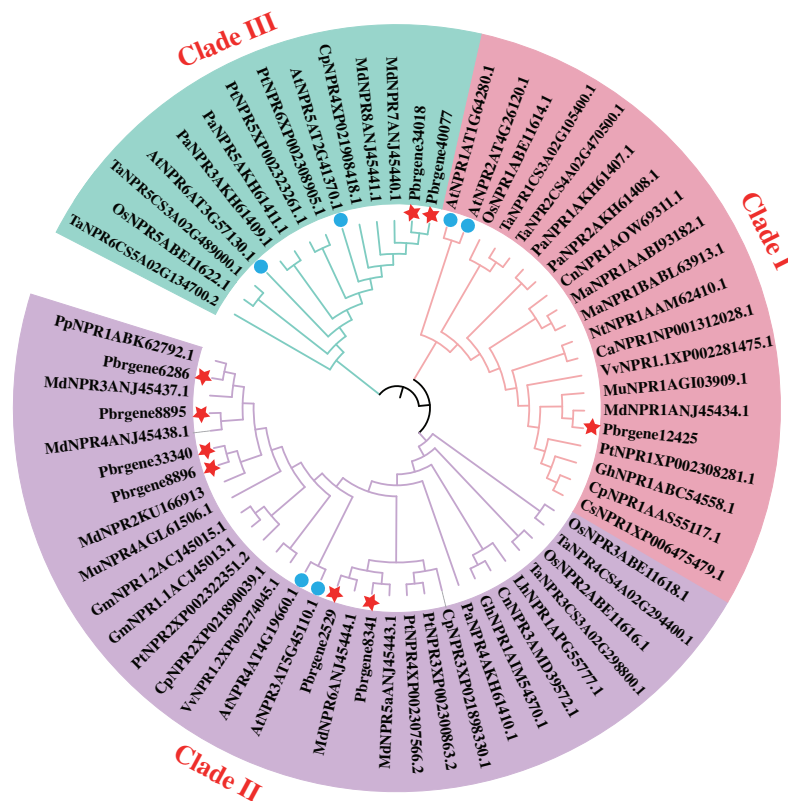 Clade III
TaNPR6CS5A02G134700.2
OsNPR5ABE11622.1
TaNPR5CS3A02G489000.1
AtNPR6AT3G57130.1
PaNPR3AKH61409.1
PaNPR5AKH61411.1
PtNPR5XP002323261.1
PtNPR6XP002308905.1
AtNPR5AT2G41370.1
CpNPR4XP021908418.1
MdNPR8ANJ45441.1
MdNPR7ANJ45440.1
Pbrgene34018
Pbrgene40077
Clade I
AtNPR1AT1G64280.1
AtNPR2AT4G26120.1
OsNPR1ABE11614.1
TaNPR1CS3A02G105400.1
TaNPR2CS4A02G470500.1
PaNPR1AKH61407.1
PaNPR2AKH61408.1
CnNPR1AOW69311.1
MaNPR1AABI93182.1
MaNPR1BABL63913.1
NtNPR1AAM62410.1
CaNPR1NP001312028.1
VvNPR1.1XP002281475.1
MuNPR1AGI03909.1
MdNPR1ANJ45434.1
Pbrgene12425
PtNPR1XP002308281.1
GhNPR1ABC54558.1
CpNPR1AAS55117.1
CsNPR1XP006475479.1
OsNPR3ABE11618.1
TaNPR4CS4A02G294400.1
OsNPR2ABE11616.1
TaNPR3CS3A02G298800.1
LhNPR1APG55777.1
CnNPR3AMD39572.1
GhNPR1AIM54370.1
PaNPR4AKH61410.1
CpNPR3XP021898330.1
PtNPR3XP002300863.2
PtNPR4XP002307566.2
MdNPR5aANJ45443.1
Pbrgene8341
MdNPR6ANJ45444.1
Pbrgene2529
AtNPR3AT5G45110.1
AtNPR4AT4G19660.1
VvNPR1.2XP002274045.1
CpNPR2XP021890039.1
PtNPR2XP002322351.2
GmNPR1.1ACJ45013.1
GmNPR1.2ACJ45015.1
MuNPR4AGL61506.1
MdNPR2KU166913
Pbrgene8896
Pbrgene33340
MdNPR4ANJ45438.1
Pbrgene8895
MdNPR3ANJ45437.1
Pbrgene6286
PpNPR1ABK62792.1
Clade II